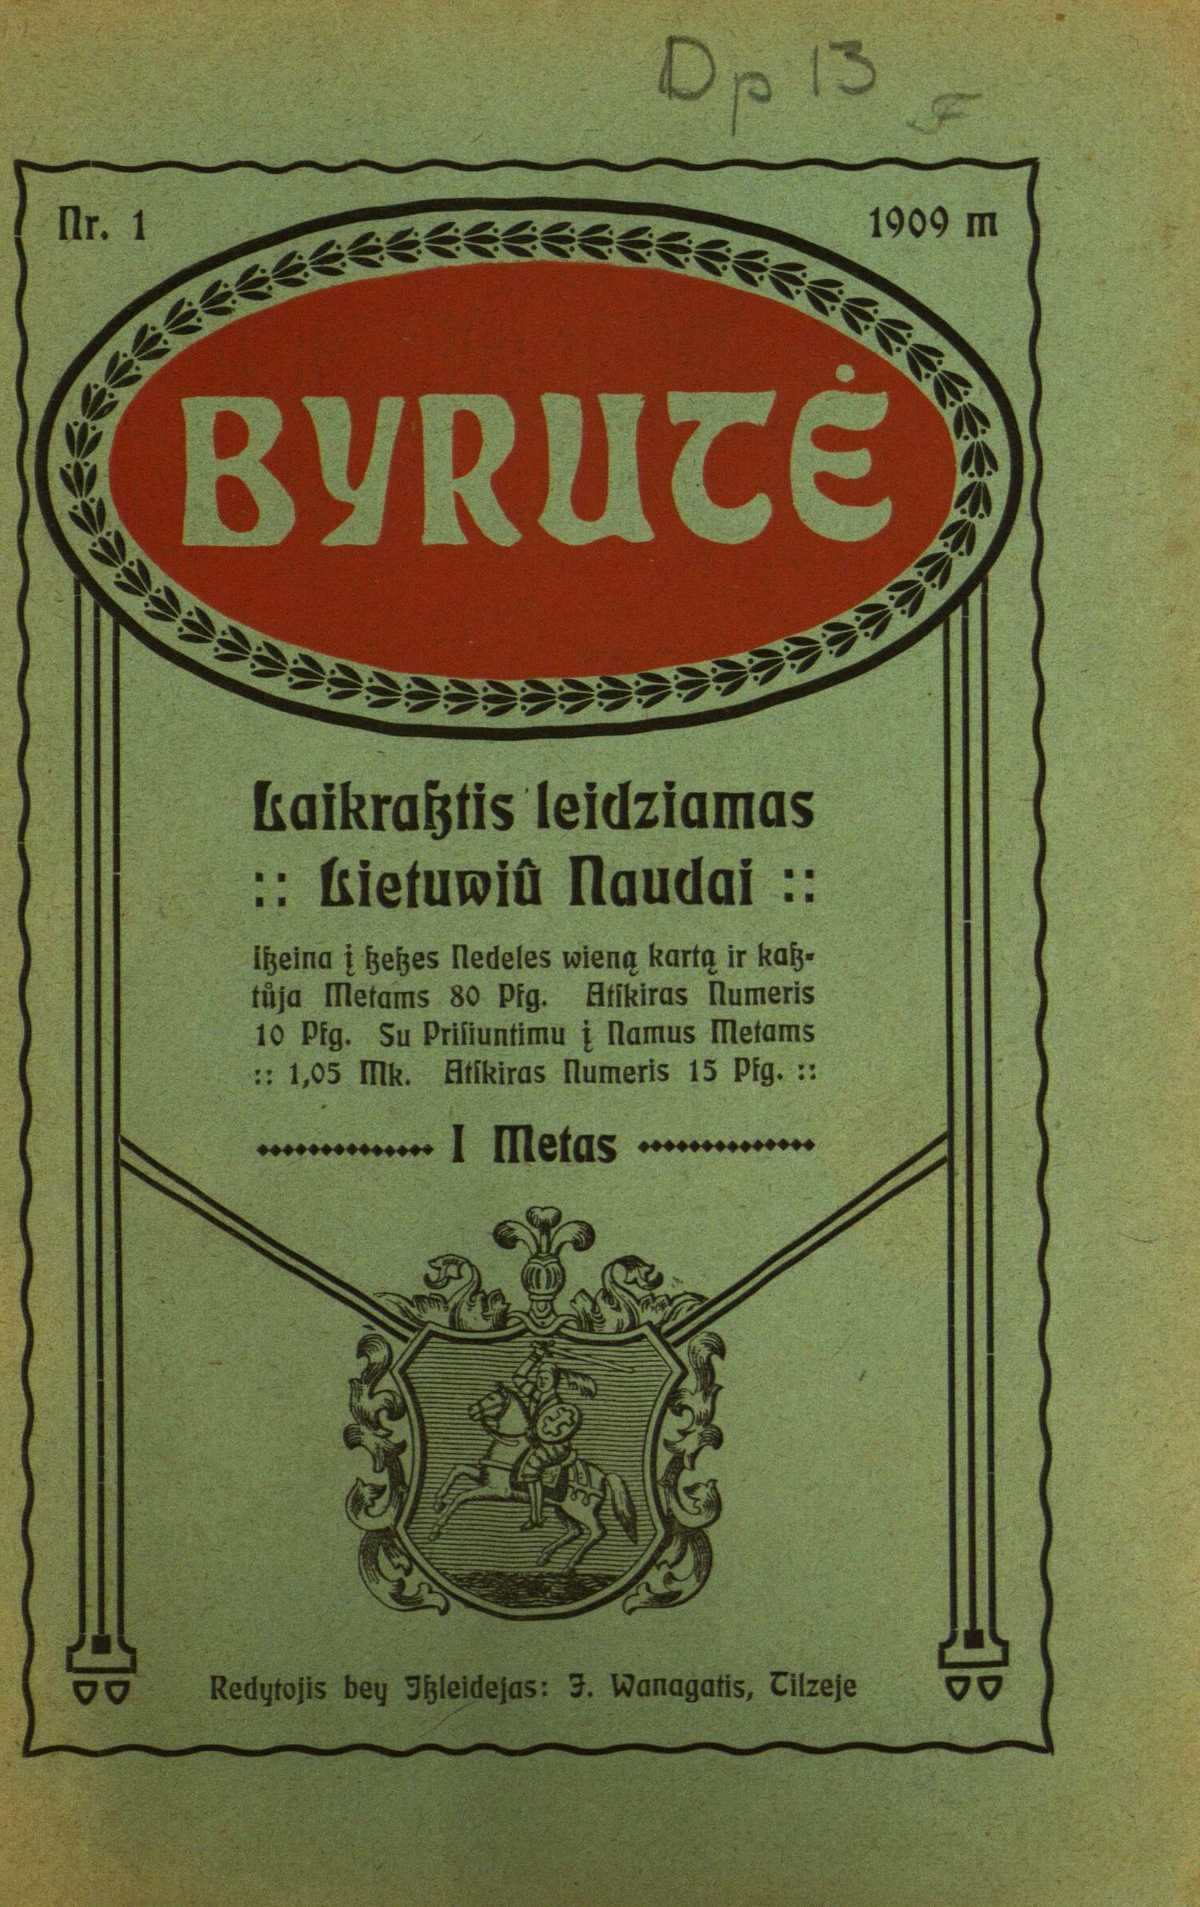 Dp 13 F
Nr. 1 1909 m
BYRUTĖ
Laikraßtis leidziamas
:: Lietuwiû Naudai ::
Ißeina į ßeßes Nedeles wieną kartą ir kaß-
tůja Metams 80 Pfg. Atſkiras Numeris
10 Pfg. Su Priſiuntimu į Namus Metams
:: 1,05 Mk. Atſkiras Numeris 15 Pfg. ::
I Metas
Redytojis bey Ißleidejas: J. Wanagatis, Tilzeje